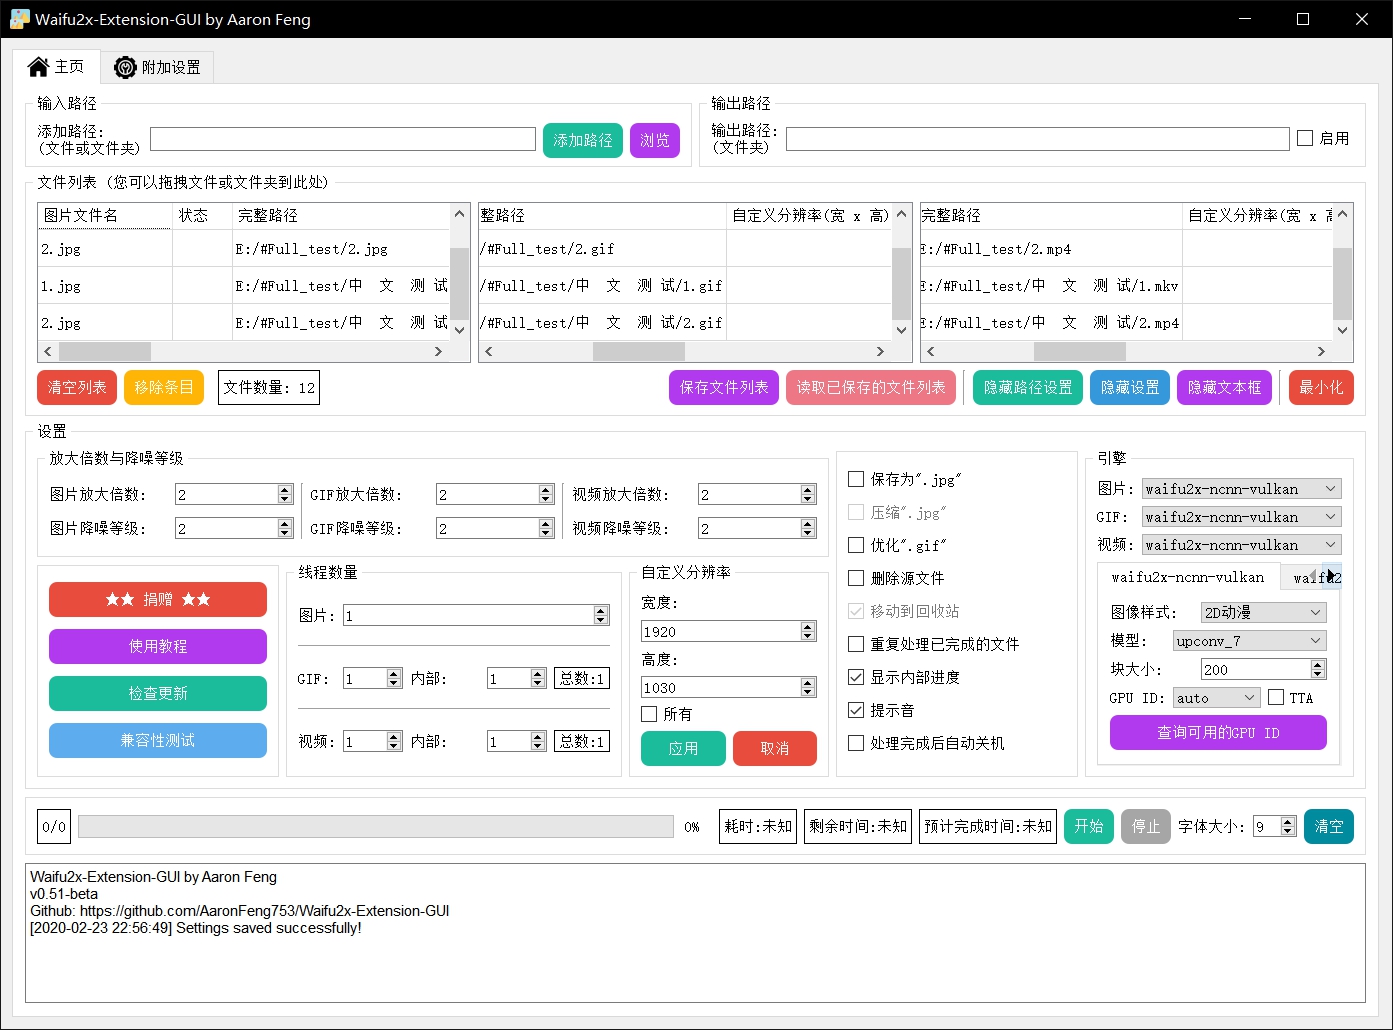 Waifu2x-Extension-GUI by Aaron Feng
主页
附加设置
输入路径
添加路径:
(文件或文件夹)
添加路径
浏览
输出路径
输出路径:
(文件夹)
启用
文件列表 (您可以拖拽文件或文件夹到此处)
图片文件名 状态 完整路径
2.jpg E:/#Full_test/2.jpg
1.jpg E:/#Full_test/中 文 测 试
2.jpg E:/#Full_test/中 文 测 试
整路径 自定义分辨率(宽 x 高)
/#Full_test/2.gif
/#Full_test/中 文 测 试/1.gif
/#Full_test/中 文 测 试/2.gif
完整路径 自定义分辨率(宽 x 高
E:/#Full_test/2.mp4
E:/#Full_test/中 文 测 试/1.mkv
E:/#Full_test/中 文 测 试/2.mp4
清空列表
移除条目
文件数量: 12
保存文件列表
读取已保存的文件列表
隐藏路径设置
隐藏设置
隐藏文本框
最小化
设置
放大倍数与降噪等级
图片放大倍数: 2
GIF放大倍数: 2
视频放大倍数: 2
图片降噪等级: 2
GIF降噪等级: 2
视频降噪等级: 2
★★ 捐赠 ★★
使用教程
检查更新
兼容性测试
线程数量
图片: 1
GIF: 1 内部: 1 总数:1
视频: 1 内部: 1 总数:1
自定义分辨率
宽度:
1920
高度:
1030
所有
应用
取消
保存为".jpg"
压缩".jpg"
优化".gif"
删除源文件
移动到回收站
重复处理已完成的文件
显示内部进度
提示音
处理完成后自动关机
引擎
图片: waifu2x-ncnn-vulkan
GIF: waifu2x-ncnn-vulkan
视频: waifu2x-ncnn-vulkan
waifu2x-ncnn-vulkan
waifu2
图像样式: 2D动漫
模型: upconv_7
块大小: 200
GPU ID: auto TTA
查询可用的GPU ID
0/0
0%
耗时:未知
剩余时间:未知
预计完成时间:未知
开始
停止
字体大小: 9
清空
Waifu2x-Extension-GUI by Aaron Feng
v0.51-beta
Github: https://github.com/AaronFeng753/Waifu2x-Extension-GUI
[2020-02-23 22:56:49] Settings saved successfully!